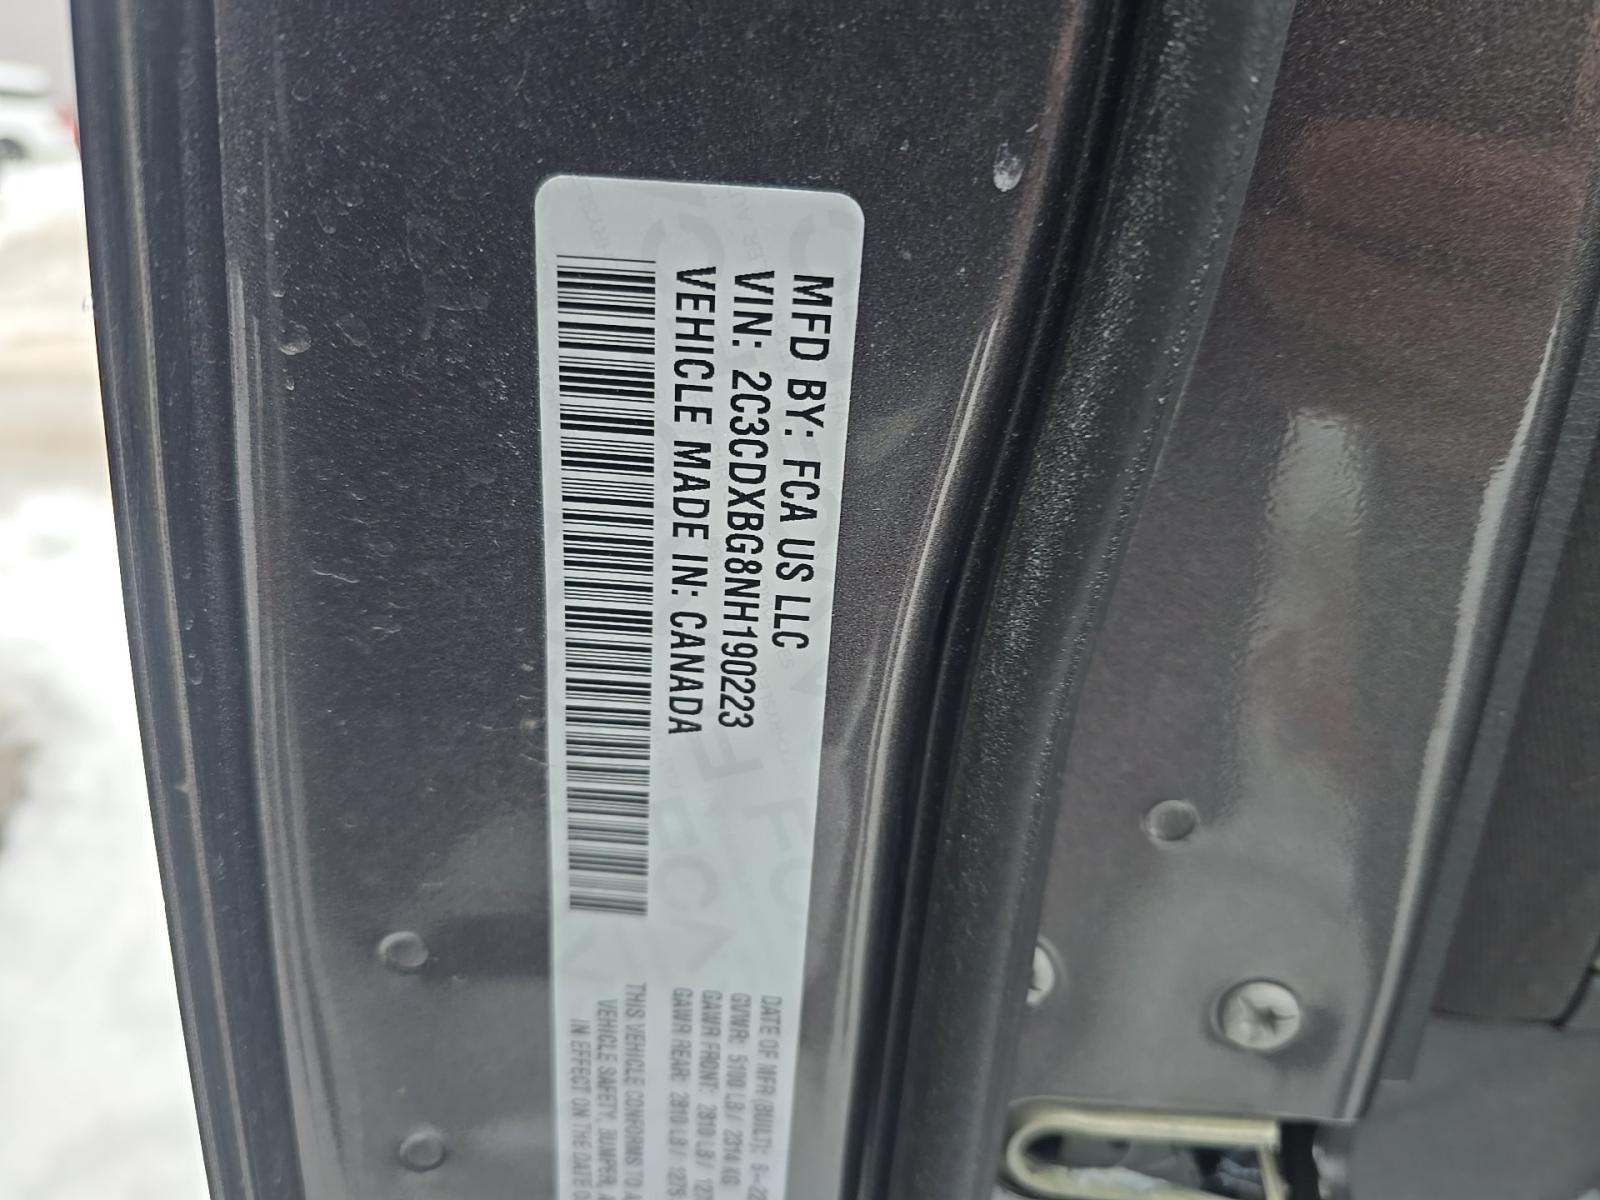 MFD BY: FCA US LLC
VIN: 2C3CDXBG8NH190223
VEHICLE MADE IN: CANADA
DATE OF MFR (BUILT):
GVWR: 5100 LB / 2314 KG
GAWR FRONT: 2810 LB /
GAWR REAR: 2810 LB /
THIS VEHICLE CONFORMS TO
VEHICLE SAFETY, BUMPER,
IN EFFECT ON THE DATE